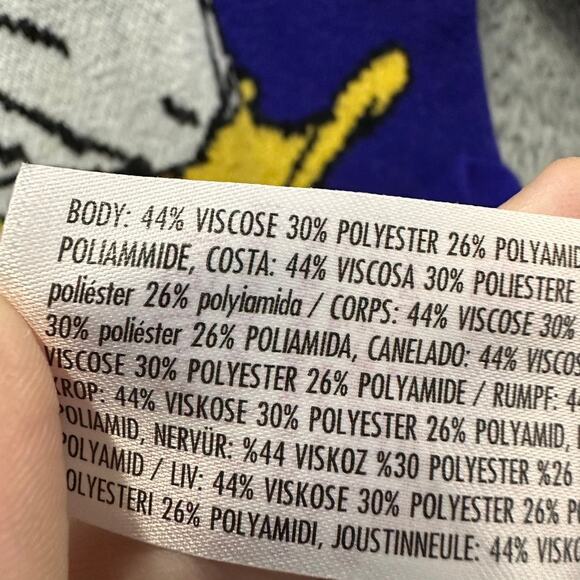 BODY: 44% VISCOSE 30% POLYESTER 26% POLYAMID
POLIAMMIDE, COSTA: 44% VISCOSA 30% POLIESTERE
poliéster 26% polyiamida / CORPS: 44% VISCOSE 30%
30% poliéster 26% POLIAMIDA, CANELADO: 44% VISCOS
VISCOSE 30% POLYESTER 26% POLYAMIDE / RUMPF: 4
KROP: 44% VISKOSE 30% POLYESTER 26% POLYAMID,
POLIAMID, NERVÜR: %44 VISKOZ %30 POLYESTER %26
POLYAMID / LIV: 44% VISKOSE 30% POLYESTER 26% P
OLYESTERI 26% POLYAMIDI, JOUSTINNEULE: 44% VISKO